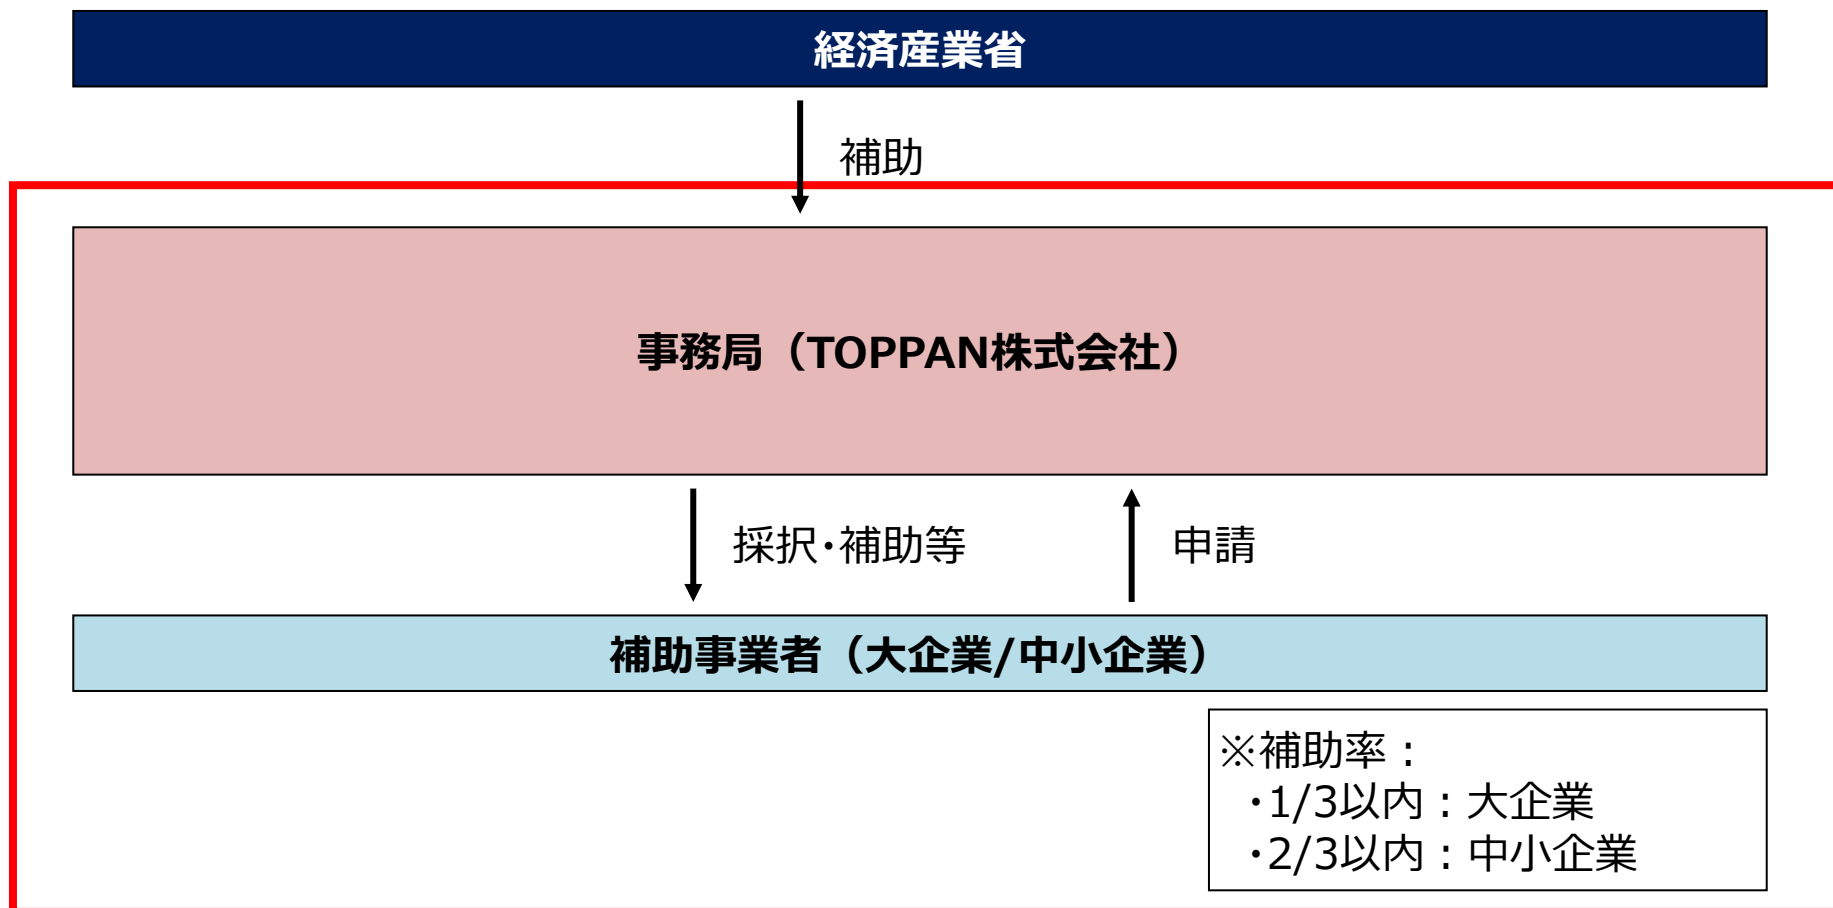 経済産業省
補助
事務局（TOPPAN株式会社）
採択・補助等
申請
補助事業者（大企業/中小企業）
※補助率：
・1/3以内：大企業
・2/3以内：中小企業